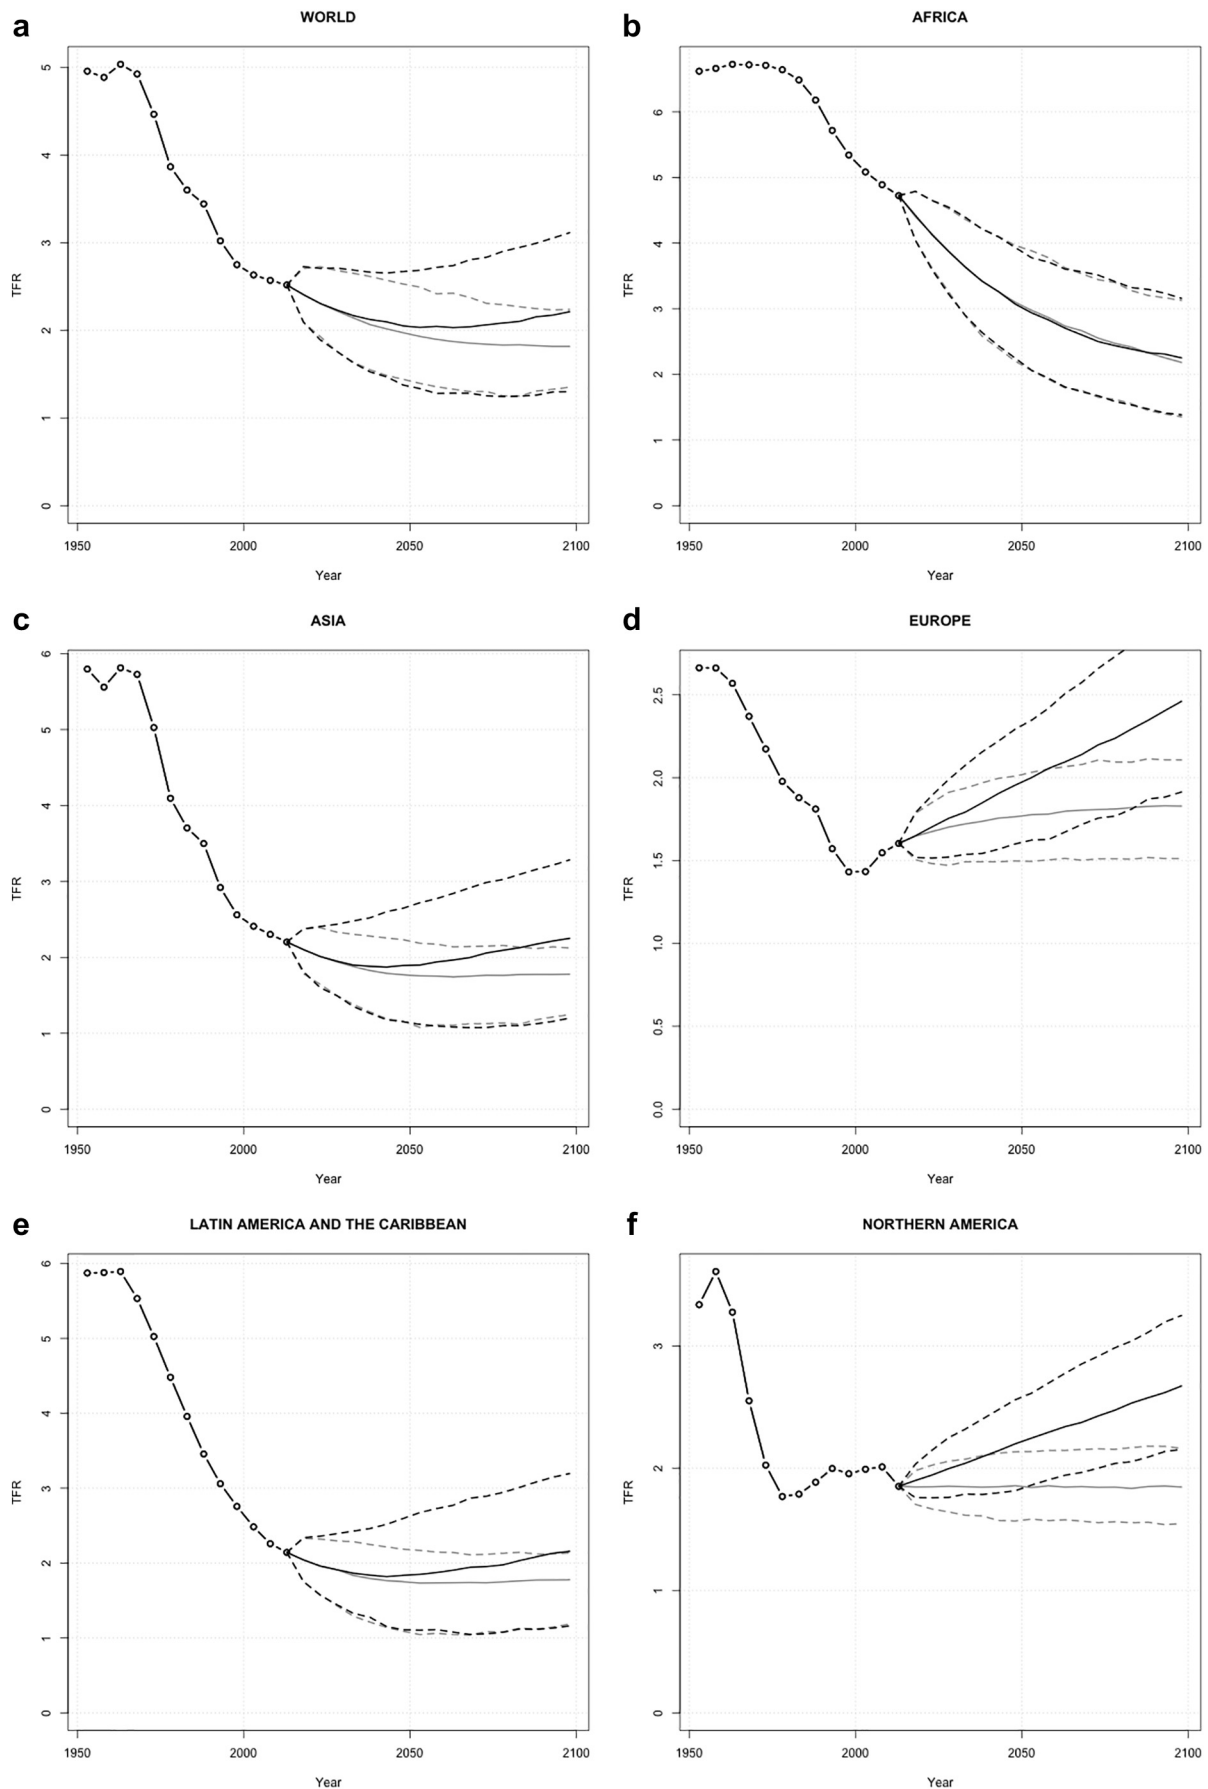 a
WORLD
TFR
5
4
3
2
1
0
1950 2000 2050 2100
Year
b
AFRICA
TFR
6
5
4
3
2
1
0
1950 2000 2050 2100
Year
c
ASIA
TFR
6
5
4
3
2
1
0
1950 2000 2050 2100
Year
d
EUROPE
TFR
2.5
2.0
1.5
1.0
0.5
0.0
1950 2000 2050 2100
Year
e
LATIN AMERICA AND THE CARIBBEAN
TFR
6
5
4
3
2
1
0
1950 2000 2050 2100
Year
f
NORTHERN AMERICA
TFR
3
2
1
0
1950 2000 2050 2100
Year